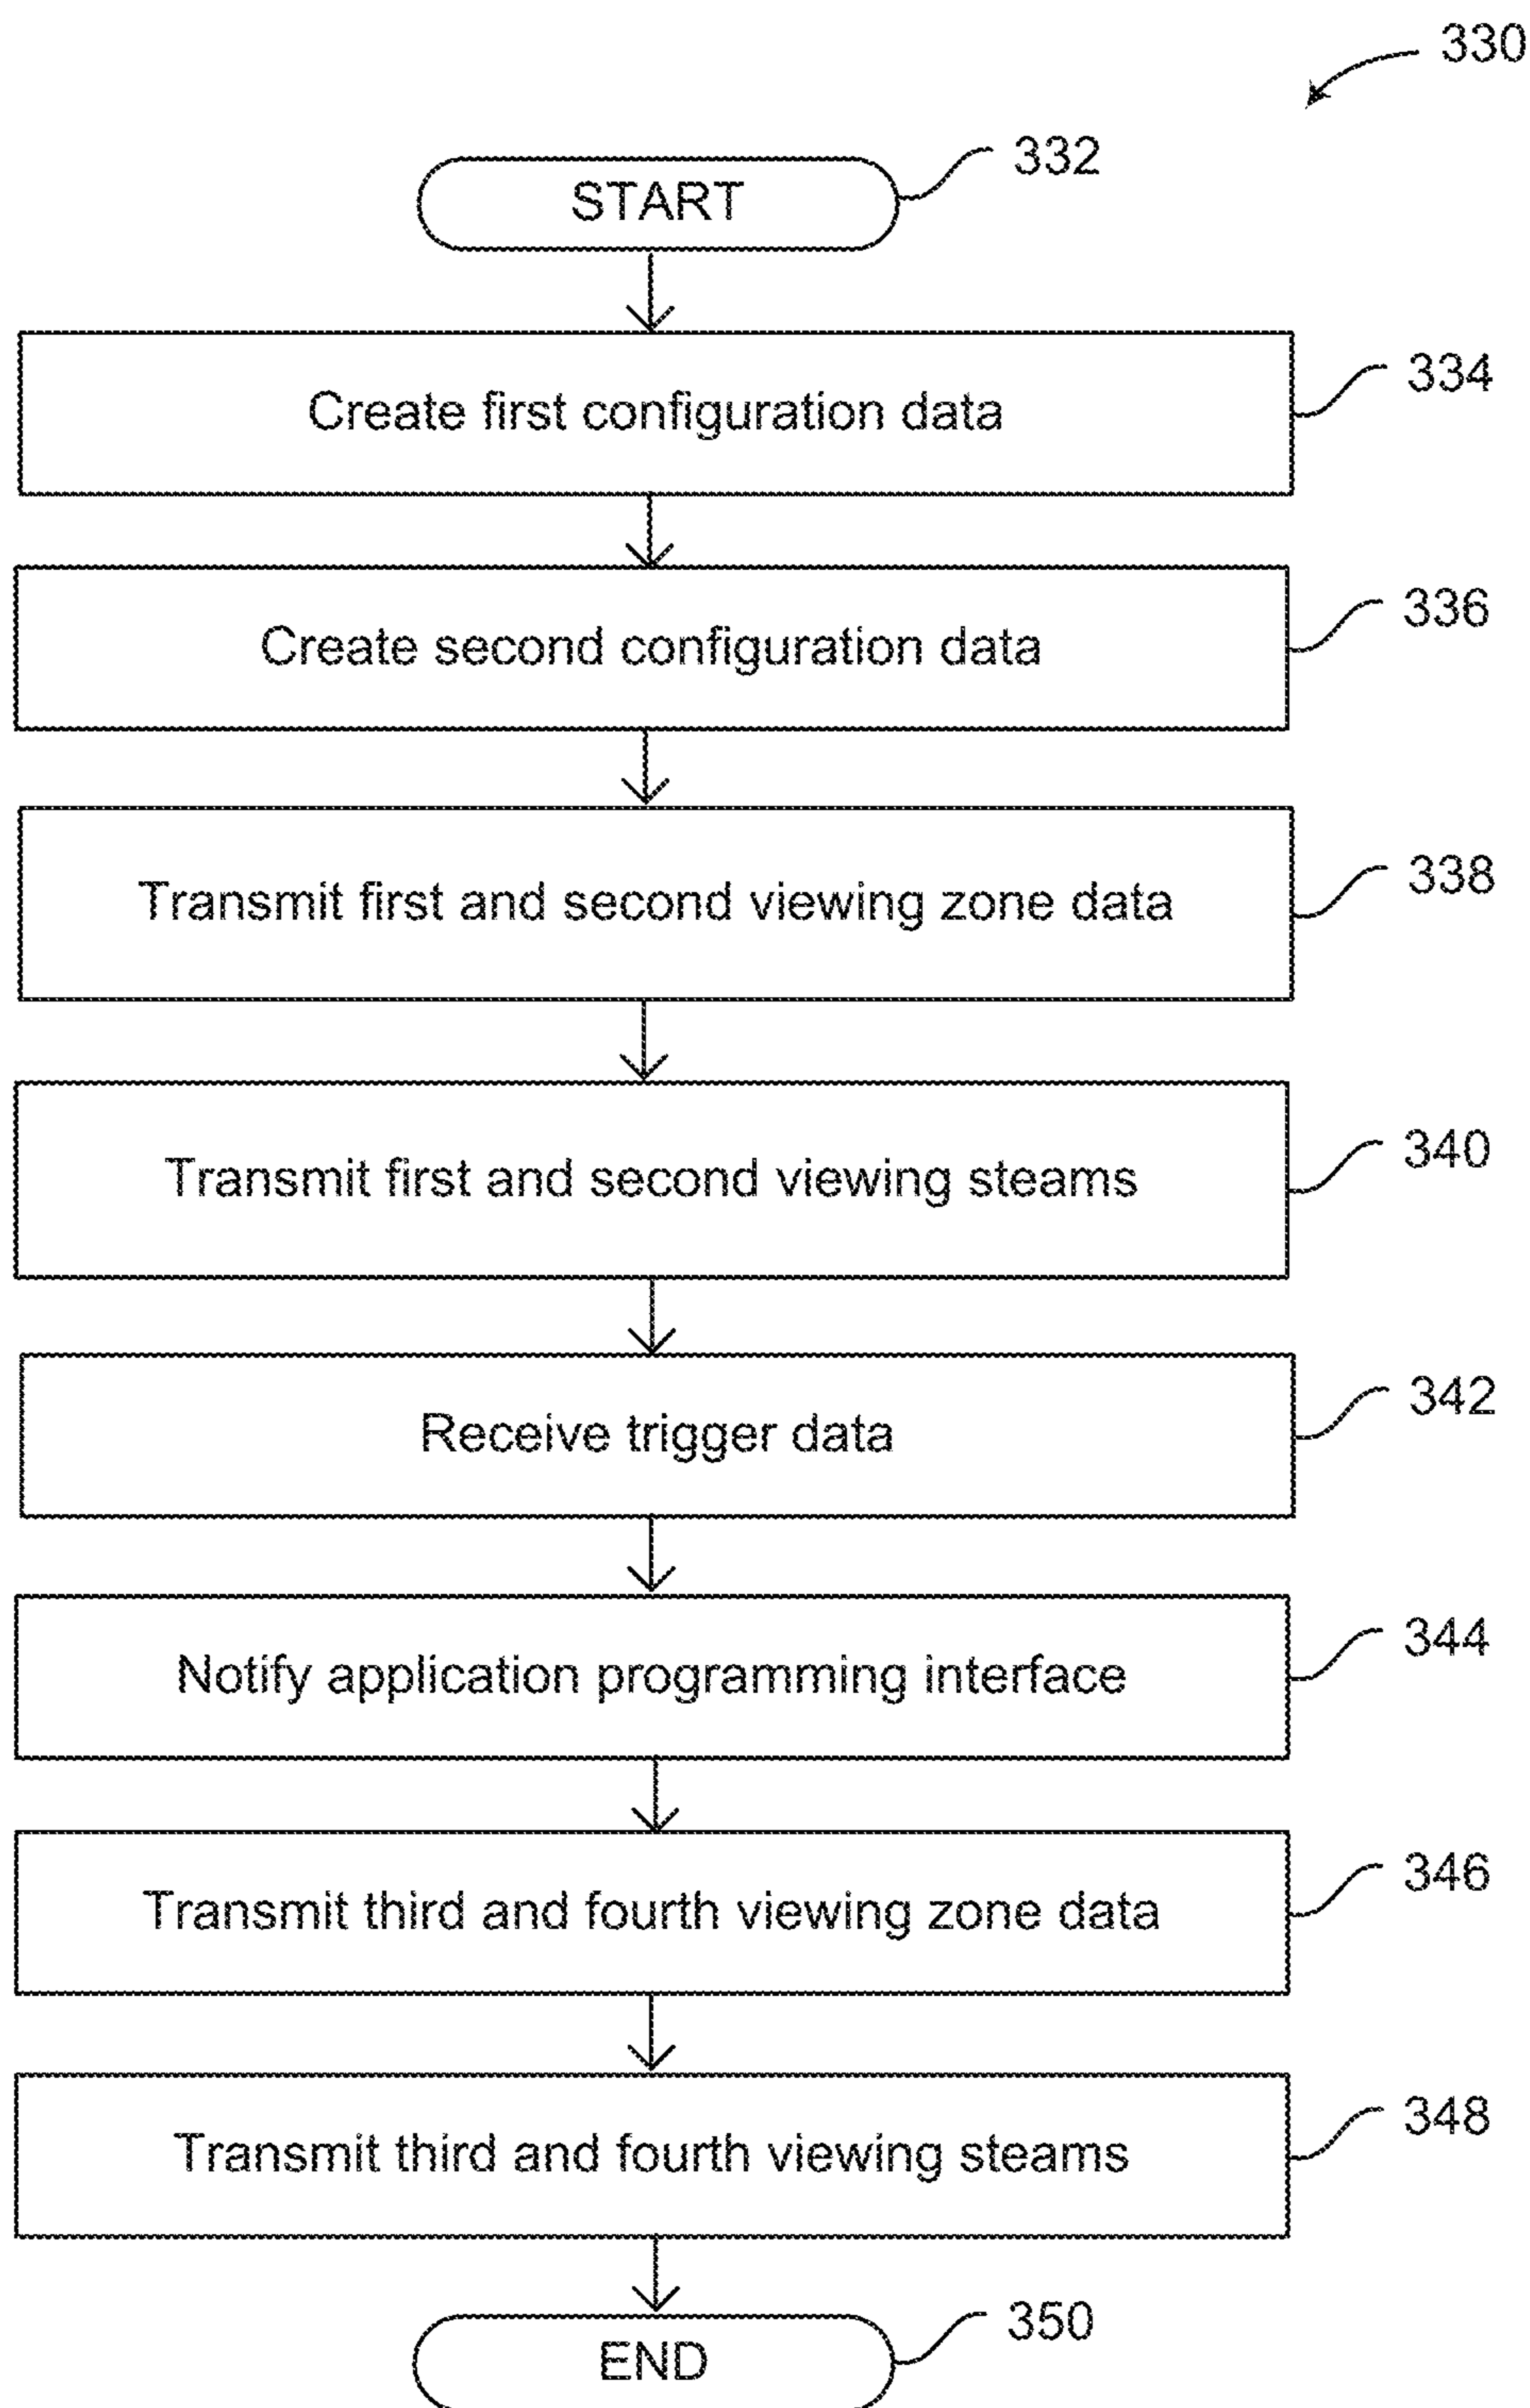 330
START
332
Create first configuration data
334
Create second configuration data
336
Transmit first and second viewing zone data
338
Transmit first and second viewing steams
340
Receive trigger data
342
Notify application programming interface
344
Transmit third and fourth viewing zone data
346
Transmit third and fourth viewing steams
348
END
350